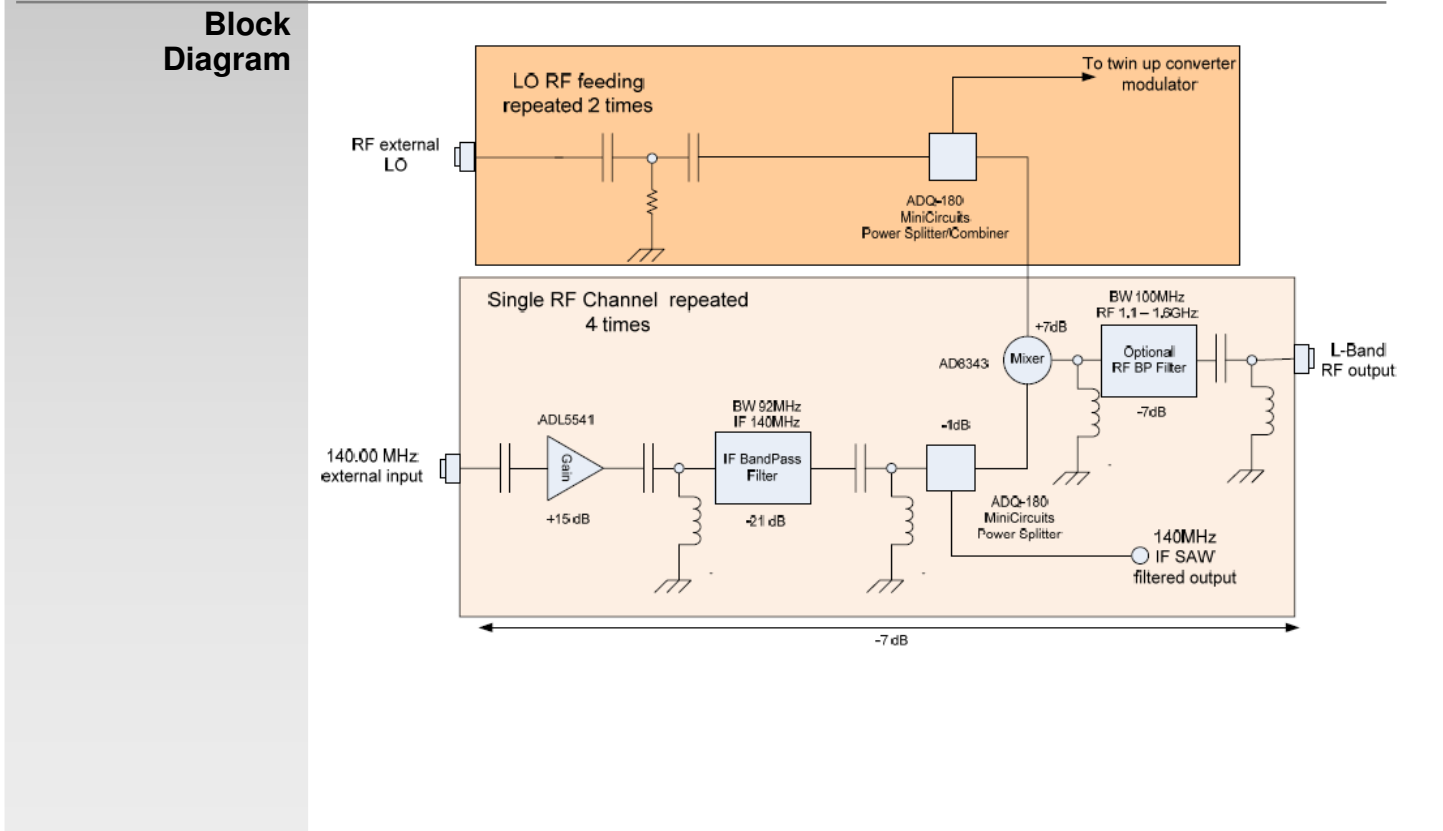 Block
Diagram
LO RF feeding
repeated 2 times
To twin up converter
modulator
RF external
LO
ADQ-180
MiniCircuits
Power Splitter/Combiner
Single RF Channel repeated
4 times
BW 100MHz
RF 1.1 – 1.6GHz
+7dB
AD8343
Mixer
Optional
RF BP Filter
L-Band
RF output
-7dB
ADL5541
BW 92MHz
IF 140MHz
-1dB
140.00 MHz
external input
Gain
IF BandPass
Filter
+15 dB
-21 dB
ADQ-180
MiniCircuits
Power Splitter
140MHz
IF SAW
filtered output
-7 dB